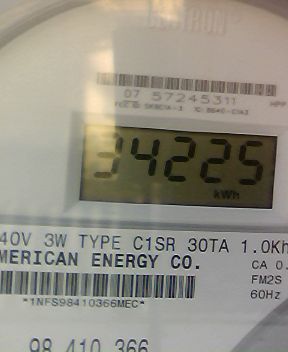 07 57245311
34225
kWh
40V 3W TYPE C1SR 30TA 1.0Kh
MERICAN ENERGY CO.
CA 0.
FM2S
60Hz
*1NFS98410366MEC*
98 410 366